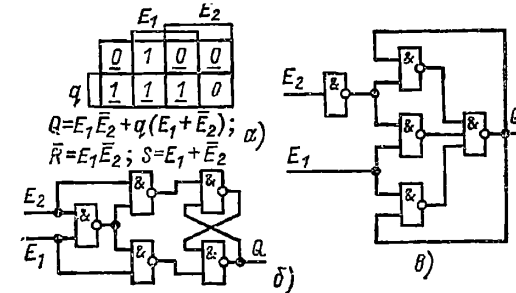 E₁ E₂
0 1 0 0
q 1 1 1 0
Q=E₁Ē₂+q(E₁+Ē₂);
R̄=E₁Ē₂; S=E₁+Ē₂
а)
E₂
E₁
&
&
&
&
&
Q
б)
E₂
E₁
&
&
&
&
&
Q
в)